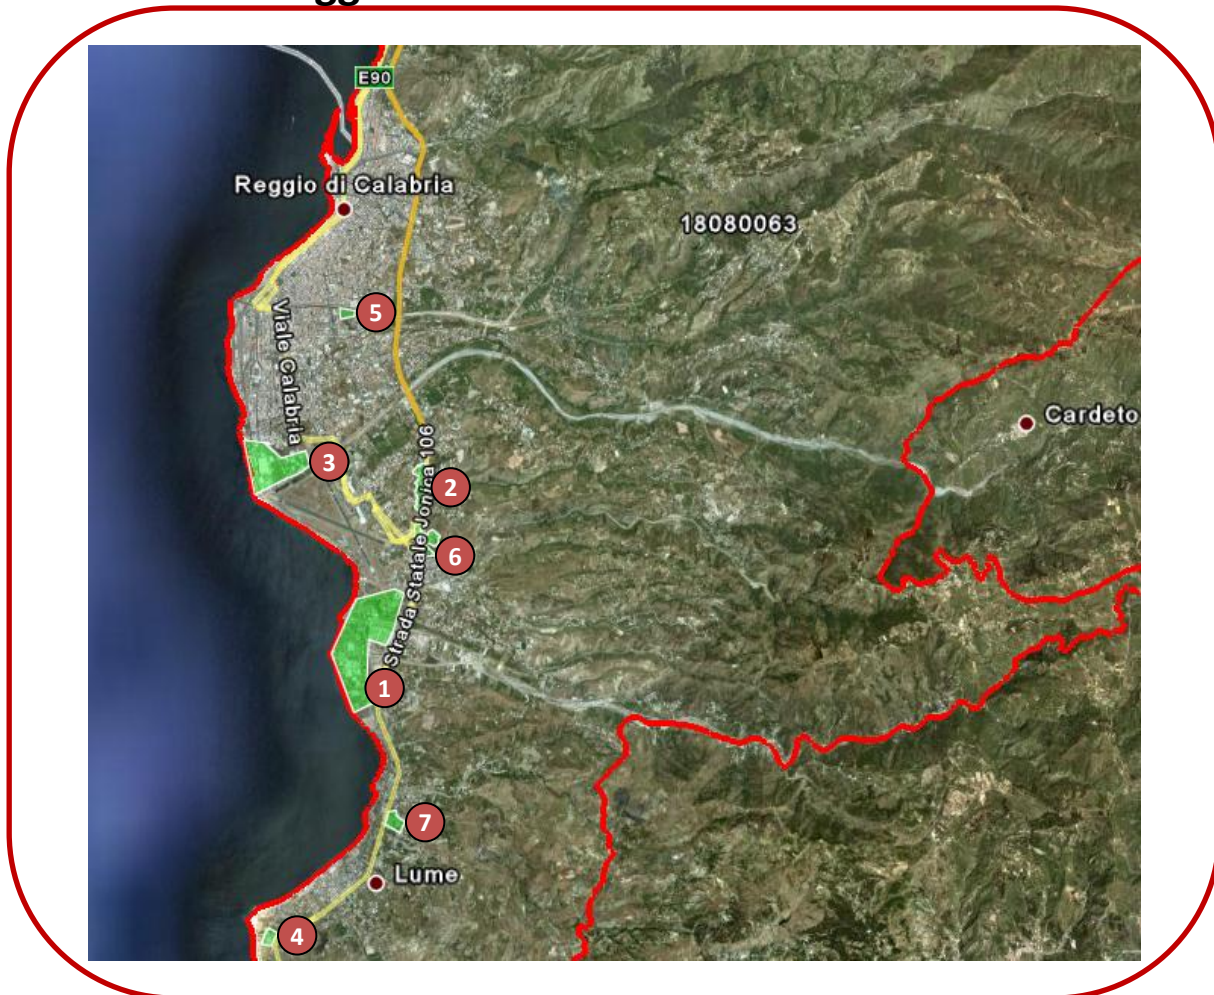 gg
E90
Reggio di Calabria
18080063
5
Viale Calabria
Cardeto
3
Strada Statale Jonica 106
2
6
1
7
Lume
4